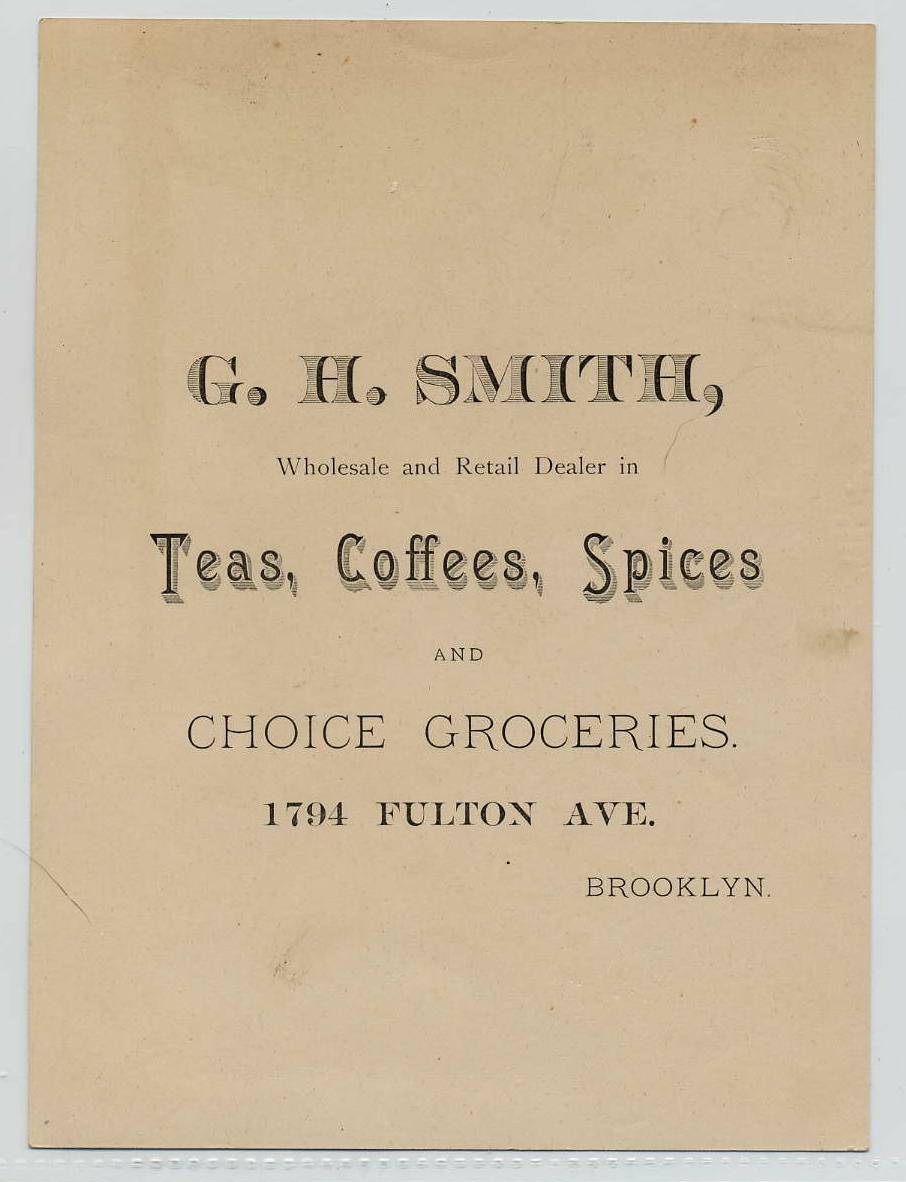 G. H. SMITH,
Wholesale and Retail Dealer in
Teas, Coffees, Spices
AND
CHOICE GROCERIES.
1794 FULTON AVE.
BROOKLYN.